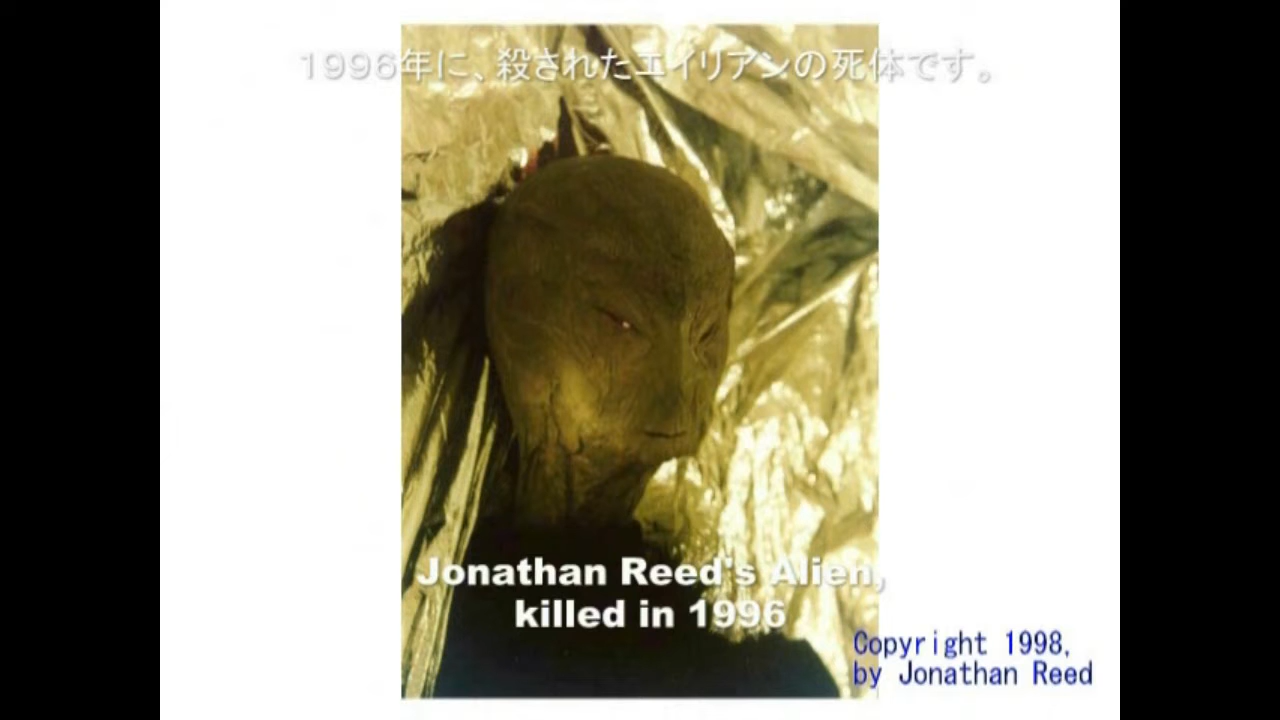 １９９６年に、殺されたエイリアンの死体です。
Jonathan Reed's Alien,
killed in 1996
Copyright 1998,
by Jonathan Reed